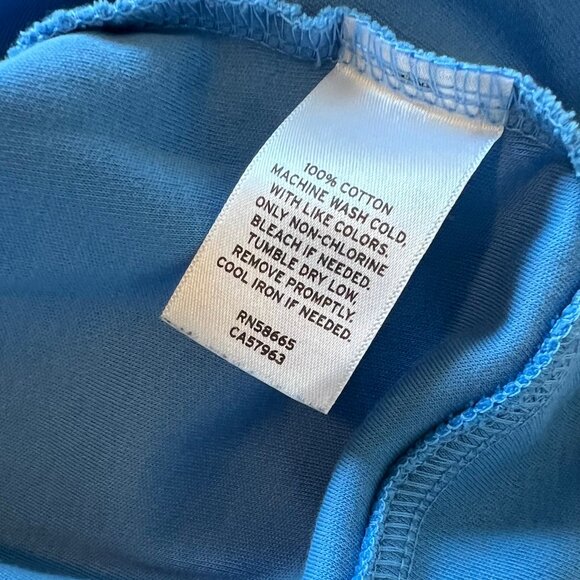 100% COTTON
MACHINE WASH COLD,
WITH LIKE COLORS.
ONLY NON-CHLORINE
BLEACH IF NEEDED.
TUMBLE DRY LOW.
REMOVE PROMPTLY.
COOL IRON IF NEEDED.
RN58665
CA57963